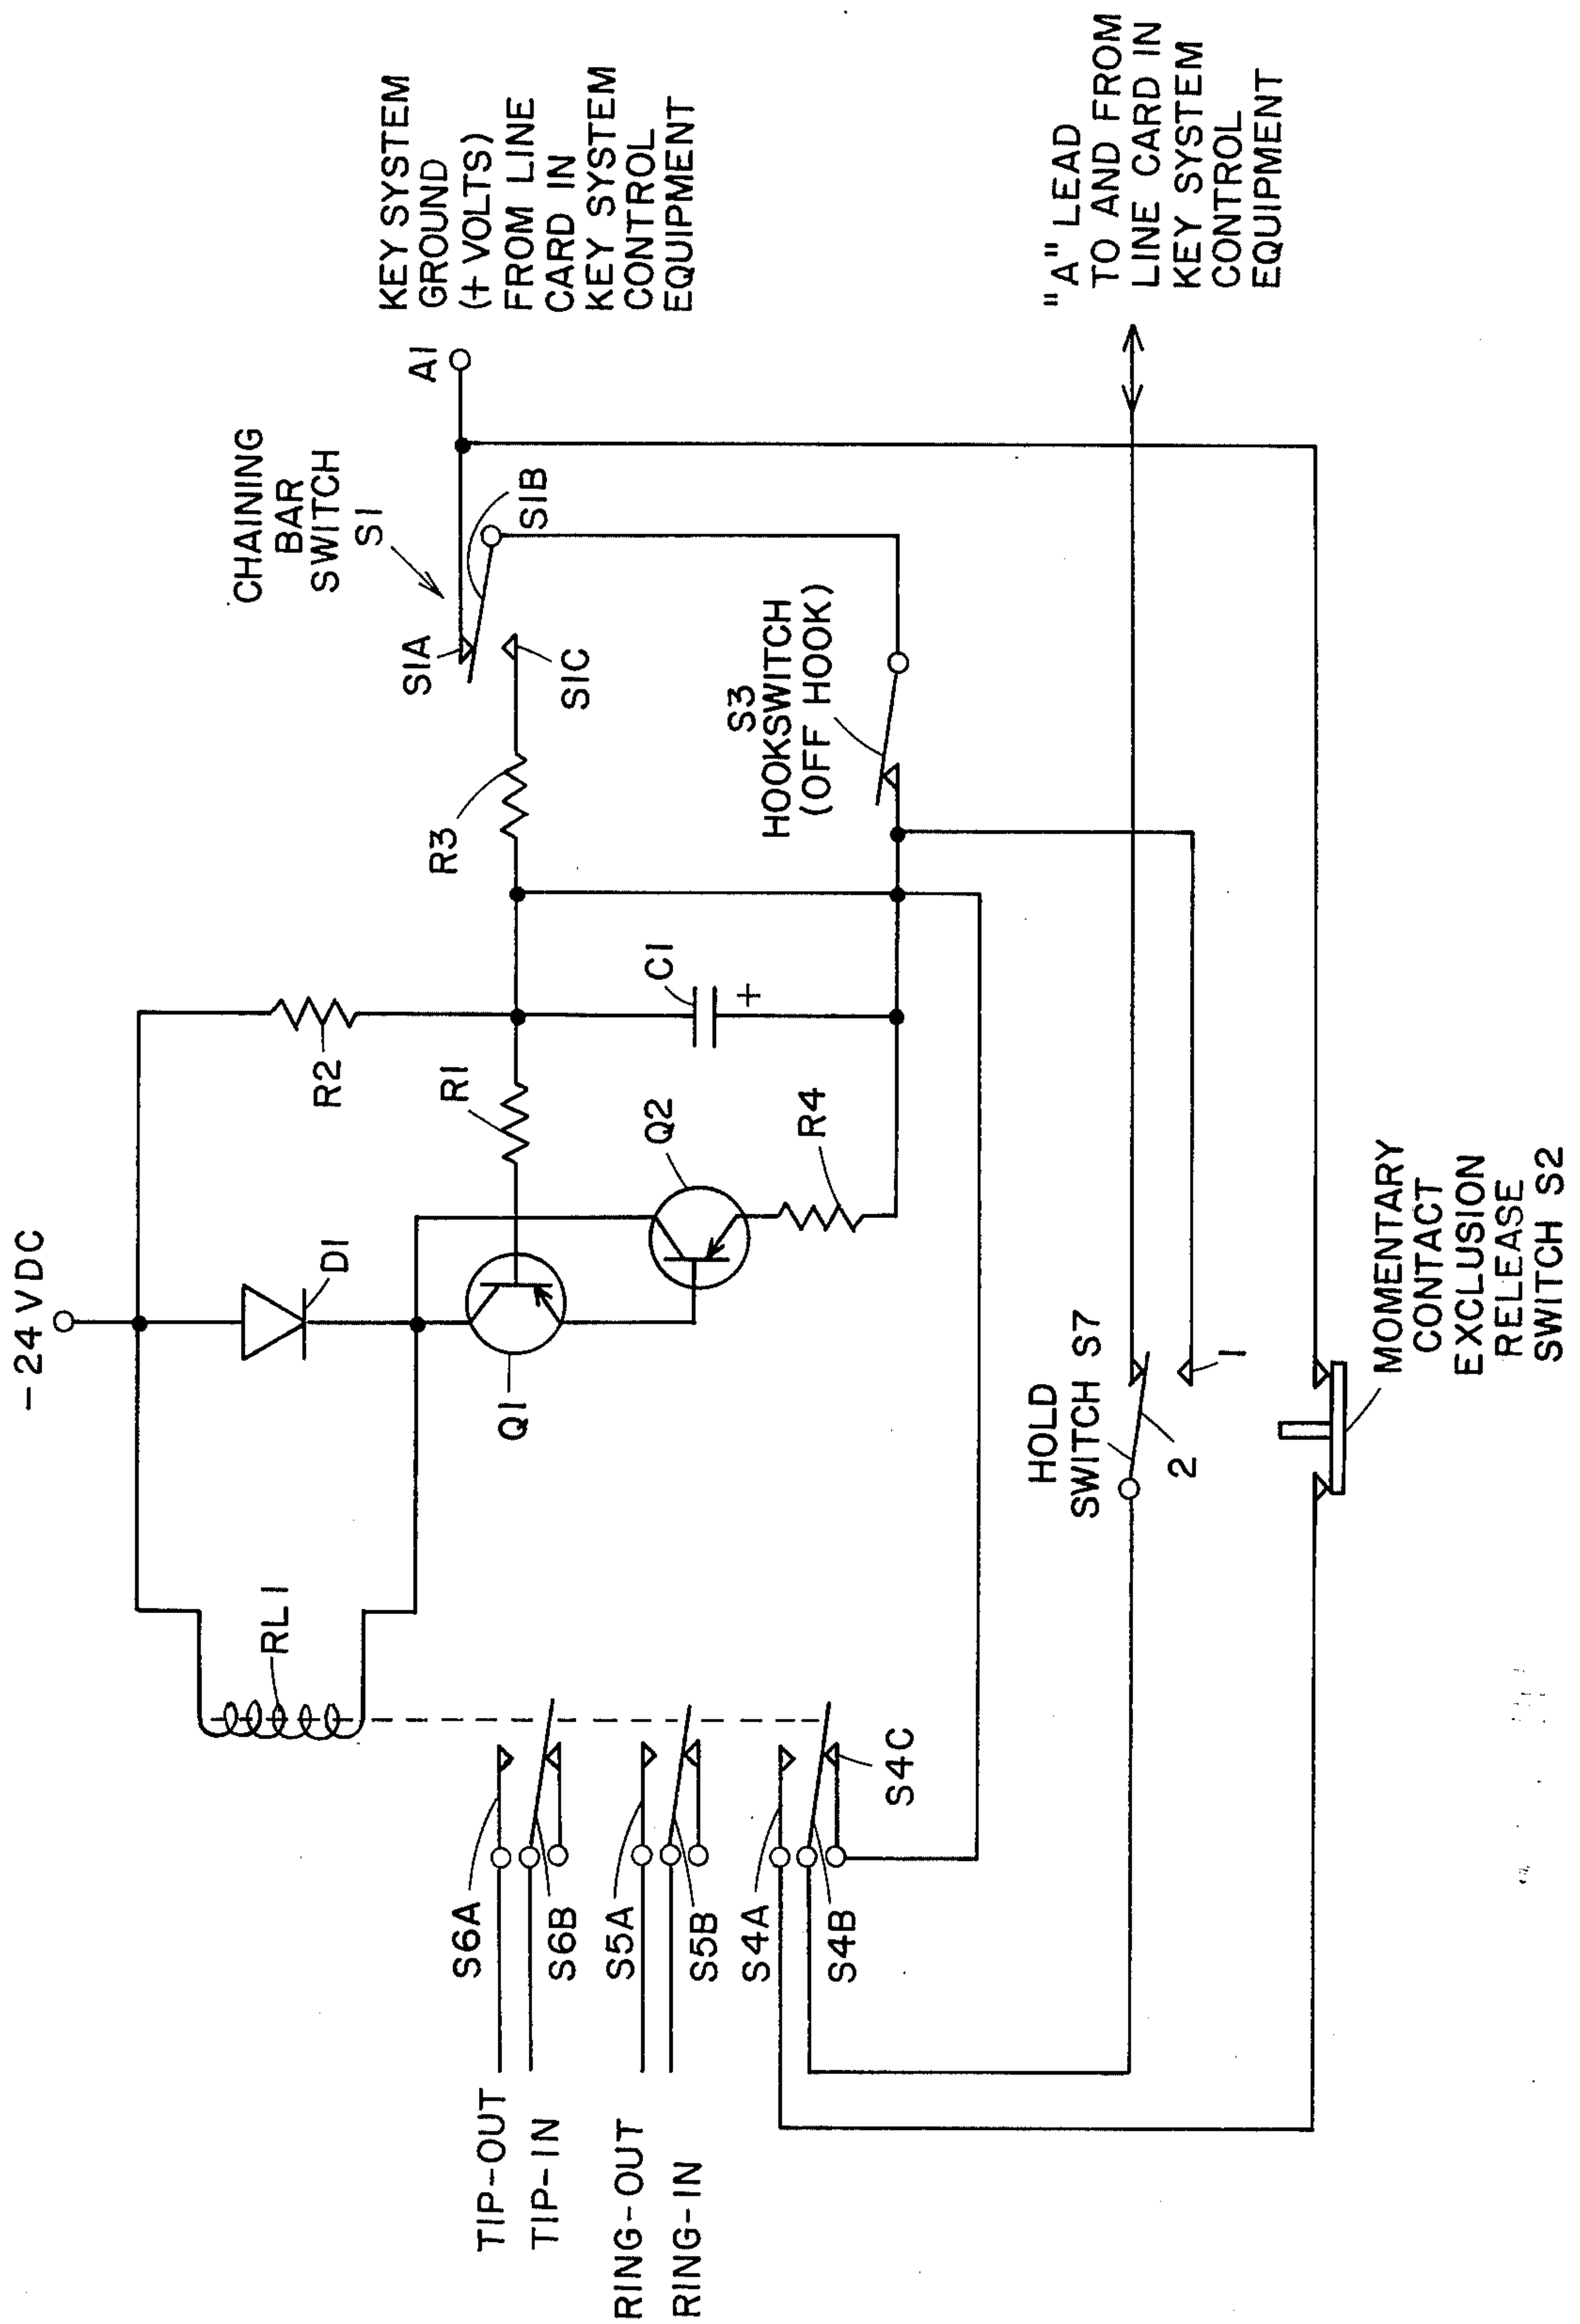 -24 VDC
D1
RL1
R2
Q1
R1
C1
Q2
R4
R3
CHAINING
BAR
SWITCH
S1
S1A
S1B
S1C
A1
KEY SYSTEM
GROUND
(+ VOLTS)
FROM LINE
CARD IN
KEY SYSTEM
CONTROL
EQUIPMENT
+
S3
HOOKSWITCH
(OFF HOOK)
S6A
S6B
S5A
S5B
S4A
S4B
S4C
TIP-OUT
TIP-IN
RING-OUT
RING-IN
HOLD
SWITCH S7
2
1
"A" LEAD
TO AND FROM
LINE CARD IN
KEY SYSTEM
CONTROL
EQUIPMENT
MOMENTARY
CONTACT
EXCLUSION
RELEASE
SWITCH S2